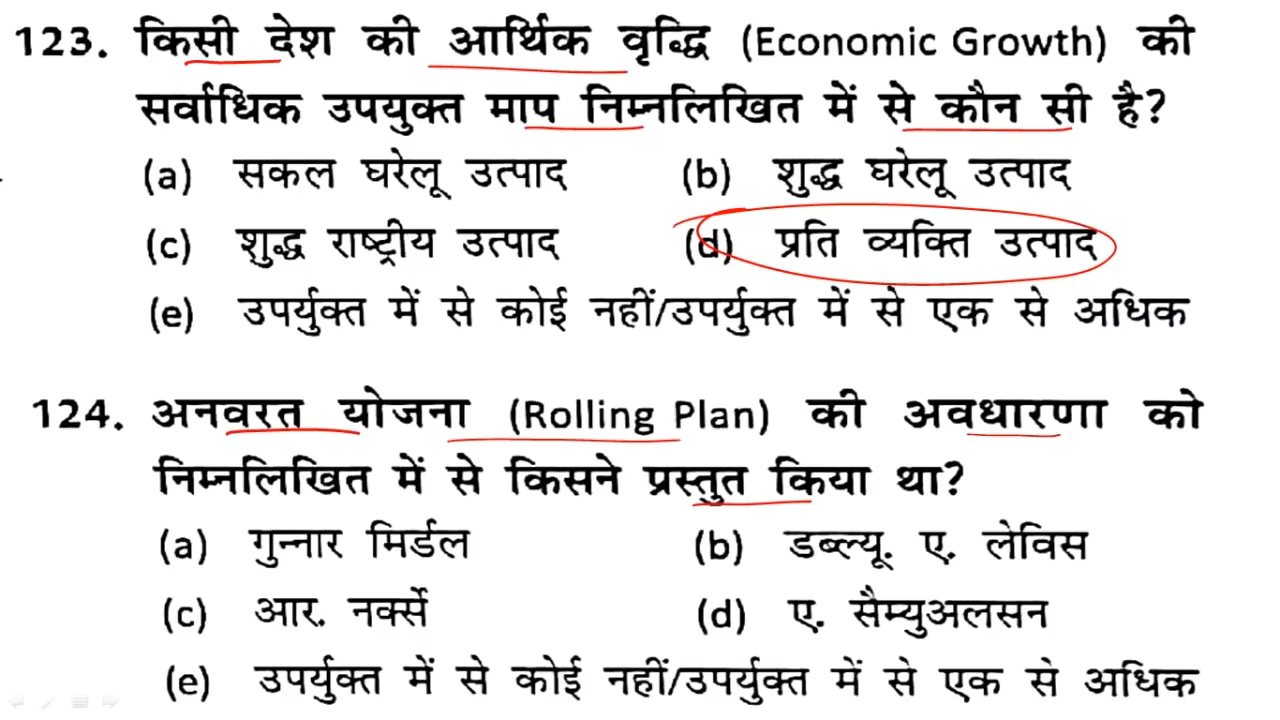 123. किसी देश की आर्थिक वृद्धि (Economic Growth) की
सर्वाधिक उपयुक्त माप निम्नलिखित में से कौन सी है?
(a) सकल घरेलू उत्पाद (b) शुद्ध घरेलू उत्पाद
(c) शुद्ध राष्ट्रीय उत्पाद (d) प्रति व्यक्ति उत्पाद
(e) उपर्युक्त में से कोई नहीं/उपर्युक्त में से एक से अधिक
124. अनवरत योजना (Rolling Plan) की अवधारणा को
निम्नलिखित में से किसने प्रस्तुत किया था?
(a) गुन्नार मिर्डल (b) डब्ल्यू. ए. लेविस
(c) आर. नर्क्से (d) ए. सैम्युअलसन
(e) उपर्युक्त में से कोई नहीं/उपर्युक्त में से एक से अधिक